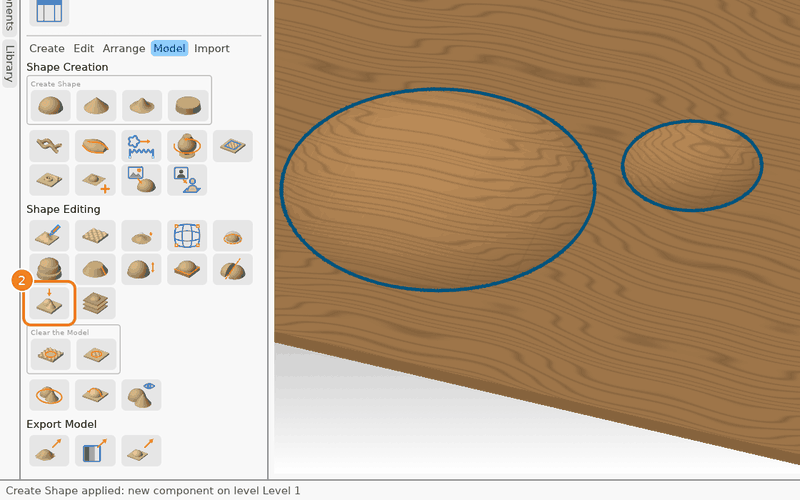 nents
Library
Create Edit Arrange Model Import
Shape Creation
Create Shape
Shape Editing
2
Clear the Model
Export Model
Create Shape applied: new component on level Level 1